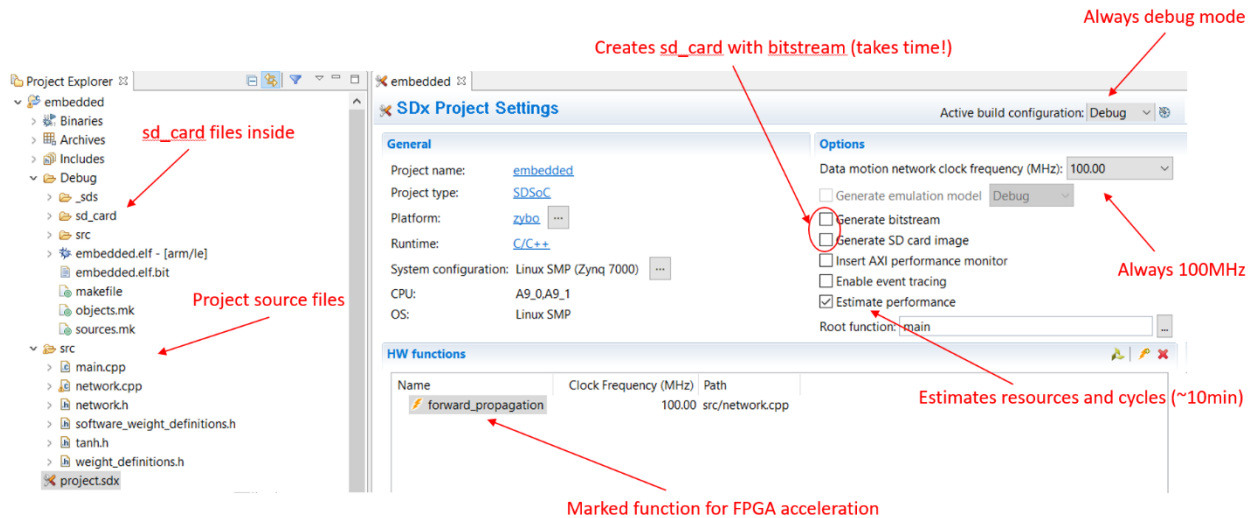 Always debug mode
Creates sd_card with bitstream (takes time!)
Project Explorer
embedded
Binaries
Archives
Includes
Debug
_sds
sd_card
src
embedded.elf - [arm/le]
embedded.elf.bit
makefile
objects.mk
sources.mk
src
main.cpp
network.cpp
network.h
software_weight_definitions.h
tanh.h
weight_definitions.h
project.sdx
sd_card files inside
Project source files
embedded
SDx Project Settings
Active build configuration: Debug
General
Project name: embedded
Project type: SDSoC
Platform: zybo ...
Runtime: C/C++
System configuration: Linux SMP (Zynq 7000) ...
CPU: A9_0,A9_1
OS: Linux SMP
Options
Data motion network clock frequency (MHz): 100.00
Generate emulation model Debug
Generate bitstream
Generate SD card image
Insert AXI performance monitor
Enable event tracing
Estimate performance
Root function: main ...
Always 100MHz
HW functions
Name Clock Frequency (MHz) Path
forward_propagation 100.00 src/network.cpp
Estimates resources and cycles (~10min)
Marked function for FPGA acceleration